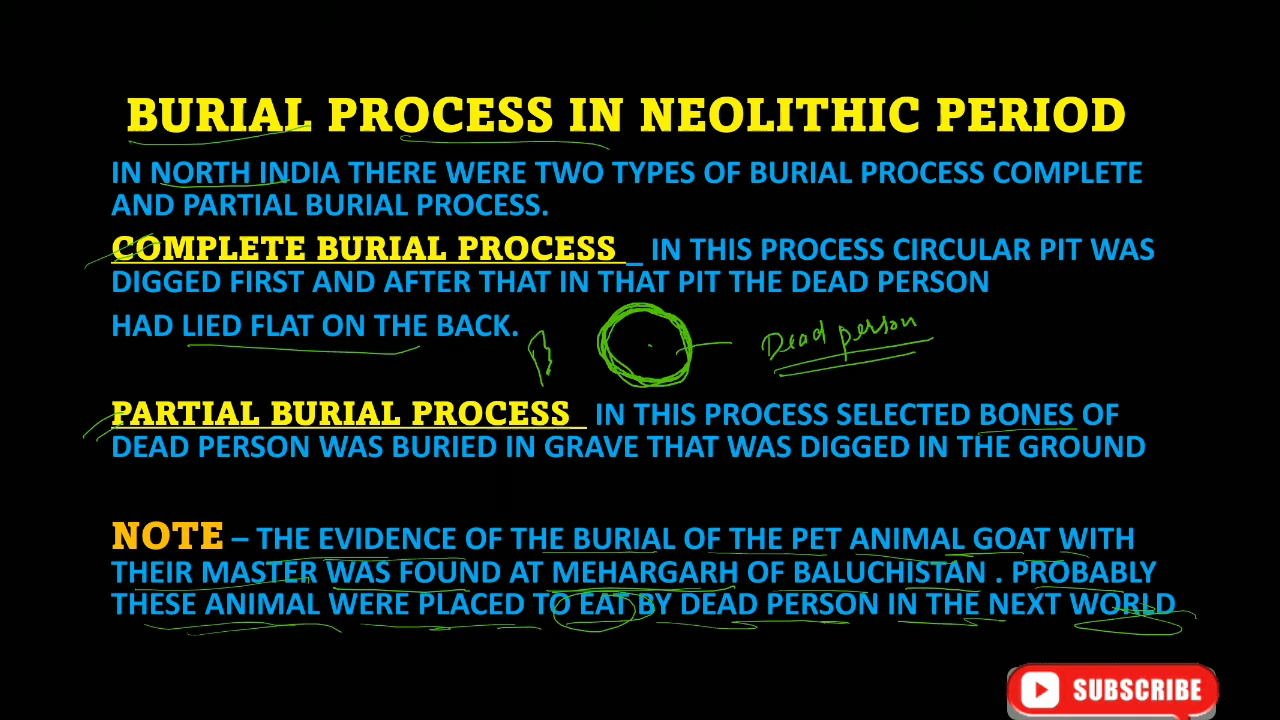 BURIAL PROCESS IN NEOLITHIC PERIOD
IN NORTH INDIA THERE WERE TWO TYPES OF BURIAL PROCESS COMPLETE
AND PARTIAL BURIAL PROCESS.
COMPLETE BURIAL PROCESS _ IN THIS PROCESS CIRCULAR PIT WAS
DIGGED FIRST AND AFTER THAT IN THAT PIT THE DEAD PERSON
HAD LIED FLAT ON THE BACK.
Dead person
PARTIAL BURIAL PROCESS_ IN THIS PROCESS SELECTED BONES OF
DEAD PERSON WAS BURIED IN GRAVE THAT WAS DIGGED IN THE GROUND
NOTE – THE EVIDENCE OF THE BURIAL OF THE PET ANIMAL GOAT WITH
THEIR MASTER WAS FOUND AT MEHARGARH OF BALUCHISTAN . PROBABLY
THESE ANIMAL WERE PLACED TO EAT BY DEAD PERSON IN THE NEXT WORLD
SUBSCRIBE